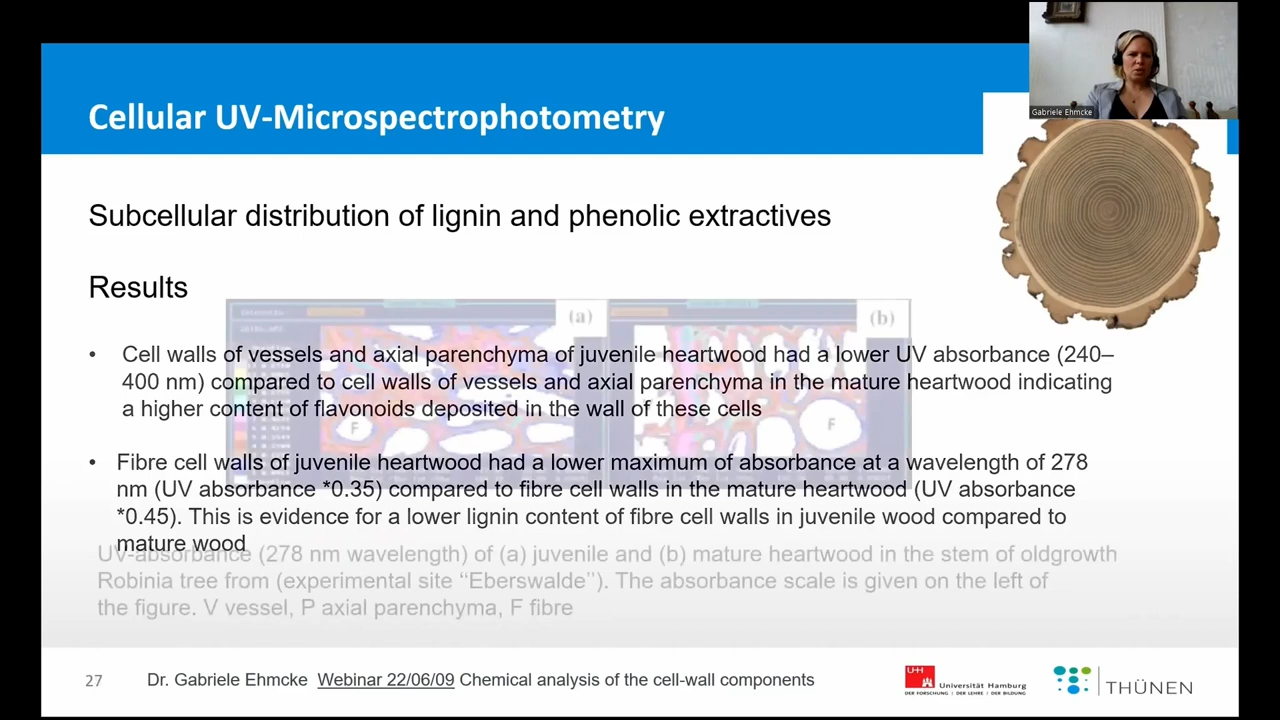 Gabriele Ehmcke
Cellular UV-Microspectrophotometry
Subcellular distribution of lignin and phenolic extractives
Results
(a)
(b)
• Cell walls of vessels and axial parenchyma of juvenile heartwood had a lower UV absorbance (240–
400 nm) compared to cell walls of vessels and axial parenchyma in the mature heartwood indicating
a higher content of flavonoids deposited in the wall of these cells
F
F
• Fibre cell walls of juvenile heartwood had a lower maximum of absorbance at a wavelength of 278
nm (UV absorbance *0.35) compared to fibre cell walls in the mature heartwood (UV absorbance
*0.45). This is evidence for a lower lignin content of fibre cell walls in juvenile wood compared to
mature wood
UV-absorbance (278 nm wavelength) of (a) juvenile and (b) mature heartwood in the stem of oldgrowth
Robinia tree from (experimental site “Eberswalde”). The absorbance scale is given on the left of
the figure. V vessel, P axial parenchyma, F fibre
27
Dr. Gabriele Ehmcke Webinar 22/06/09 Chemical analysis of the cell-wall components
UHH
Universität Hamburg
DER FORSCHUNG | DER LEHRE | DER BILDUNG
THÜNEN